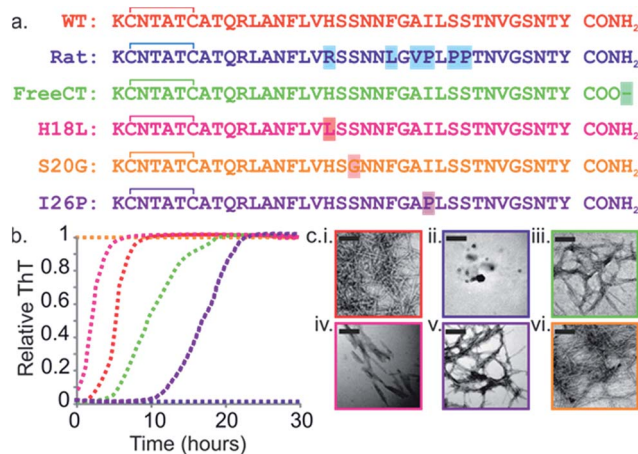 a.
WT: KCNTATCATQRLANFLVHSSNNFGAILSSTNVGSNTY CONH₂
Rat: KCNTATCATQRLANFLVRSSNNLGVPLPPTNVGSNTY CONH₂
FreeCT: KCNTATCATQRLANFLVHSSNNFGAILSSTNVGSNTY COO–
H18L: KCNTATCATQRLANFLVLSSNNFGAILSSTNVGSNTY CONH₂
S20G: KCNTATCATQRLANFLVHSGNNFGAILSSTNVGSNTY CONH₂
I26P: KCNTATCATQRLANFLVHSSNNFGAPLSSTNVGSNTY CONH₂
b.
Relative ThT
1
0.8
0.6
0.4
0.2
0
0 10 20 30
Time (hours)
c.i. ii. iii.
iv. v. vi.